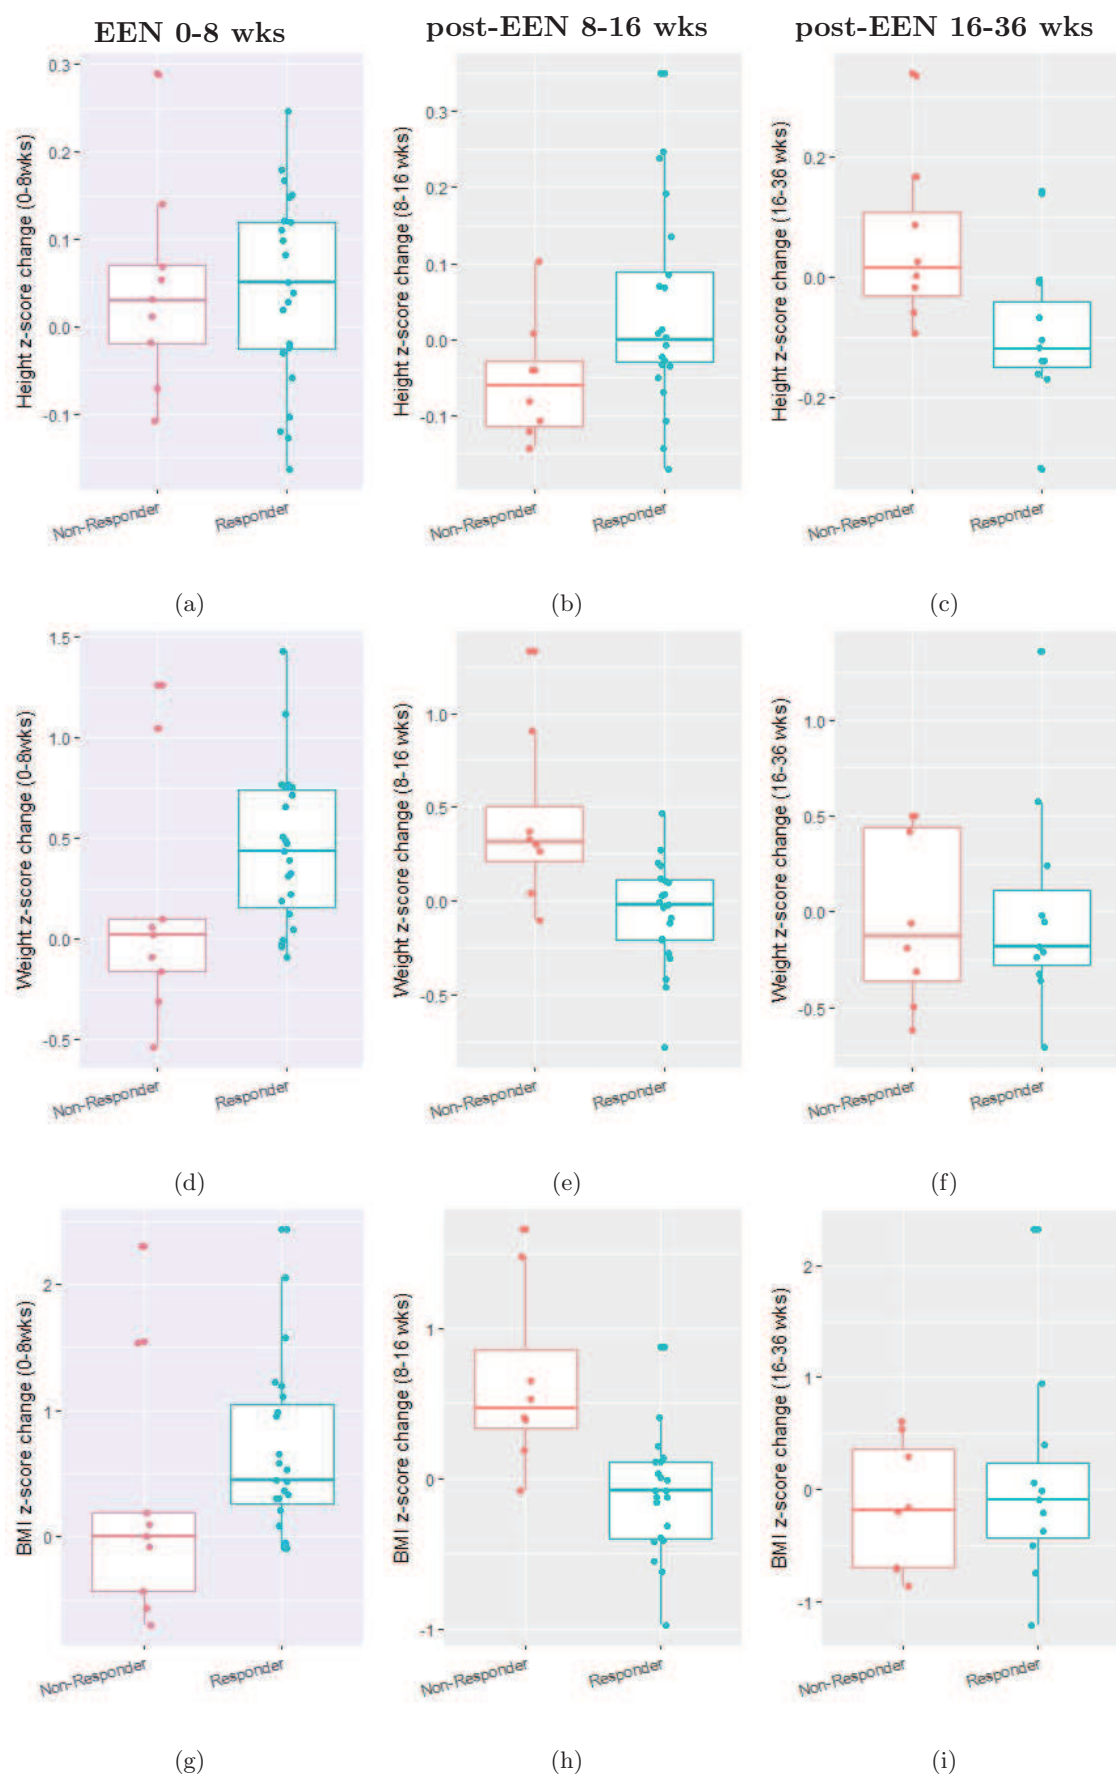 EEN 0-8 wks
post-EEN 8-16 wks
post-EEN 16-36 wks
Height z-score change (0-8wks)
0.3
0.2
0.1
0.0
-0.1
Non-Responder
Responder
(a)
Height z-score change (8-16 wks)
0.3
0.2
0.1
0.0
-0.1
Non-Responder
Responder
(b)
Height z-score change (16-36 wks)
0.2
0.0
-0.2
Non-Responder
Responder
(c)
Weight z-score change (0-8wks)
1.5
1.0
0.5
0.0
-0.5
Non-Responder
Responder
(d)
Weight z-score change (8-16 wks)
1.0
0.5
0.0
-0.5
Non-Responder
Responder
(e)
Weight z-score change (16-36 wks)
1.0
0.5
0.0
-0.5
Non-Responder
Responder
(f)
BMI z-score change (0-8wks)
2
1
0
Non-Responder
Responder
(g)
BMI z-score change (8-16 wks)
1
0
-1
Non-Responder
Responder
(h)
BMI z-score change (16-36 wks)
2
1
0
-1
Non-Responder
Responder
(i)